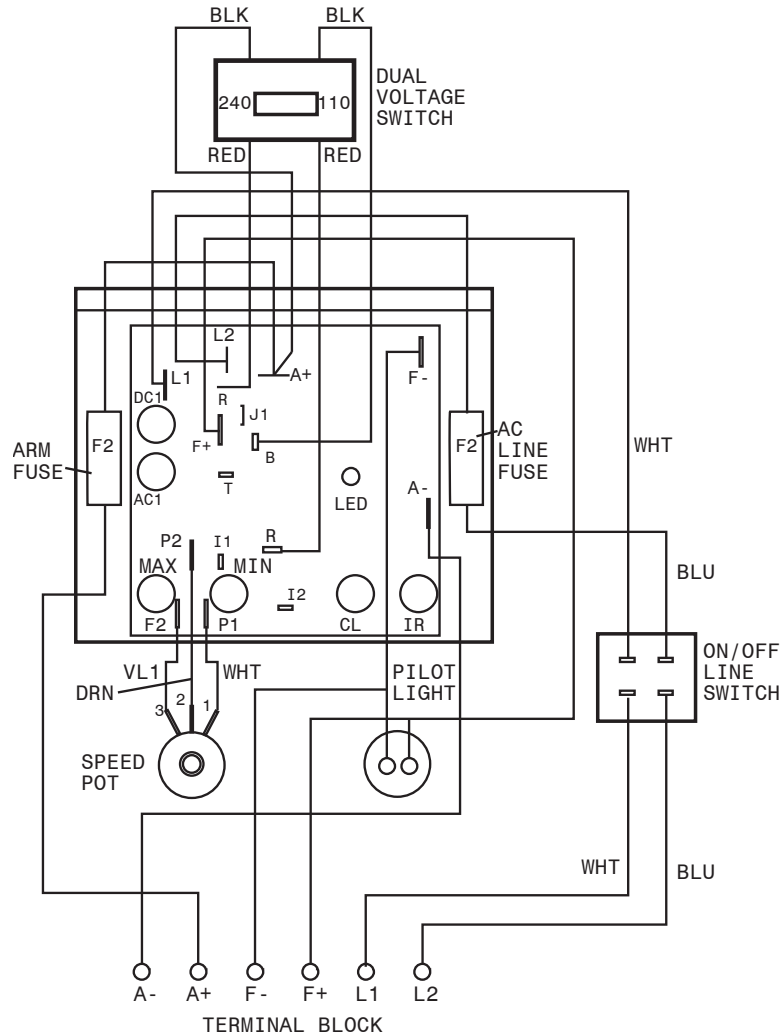 BLK
BLK
240
110
DUAL
VOLTAGE
SWITCH
RED
RED
L2
L1
A+
F-
DC1
R
J1
F+
B
ARM
FUSE
F2
F2
AC
LINE
FUSE
WHT
AC1
T
LED
A-
P2
I1
R
MAX
MIN
I2
BLU
F2
P1
CL
IR
ON/OFF
LINE
SWITCH
VL1
WHT
PILOT
LIGHT
DRN
3
2
1
SPEED
POT
WHT
BLU
A-
A+
F-
F+
L1
L2
TERMINAL BLOCK